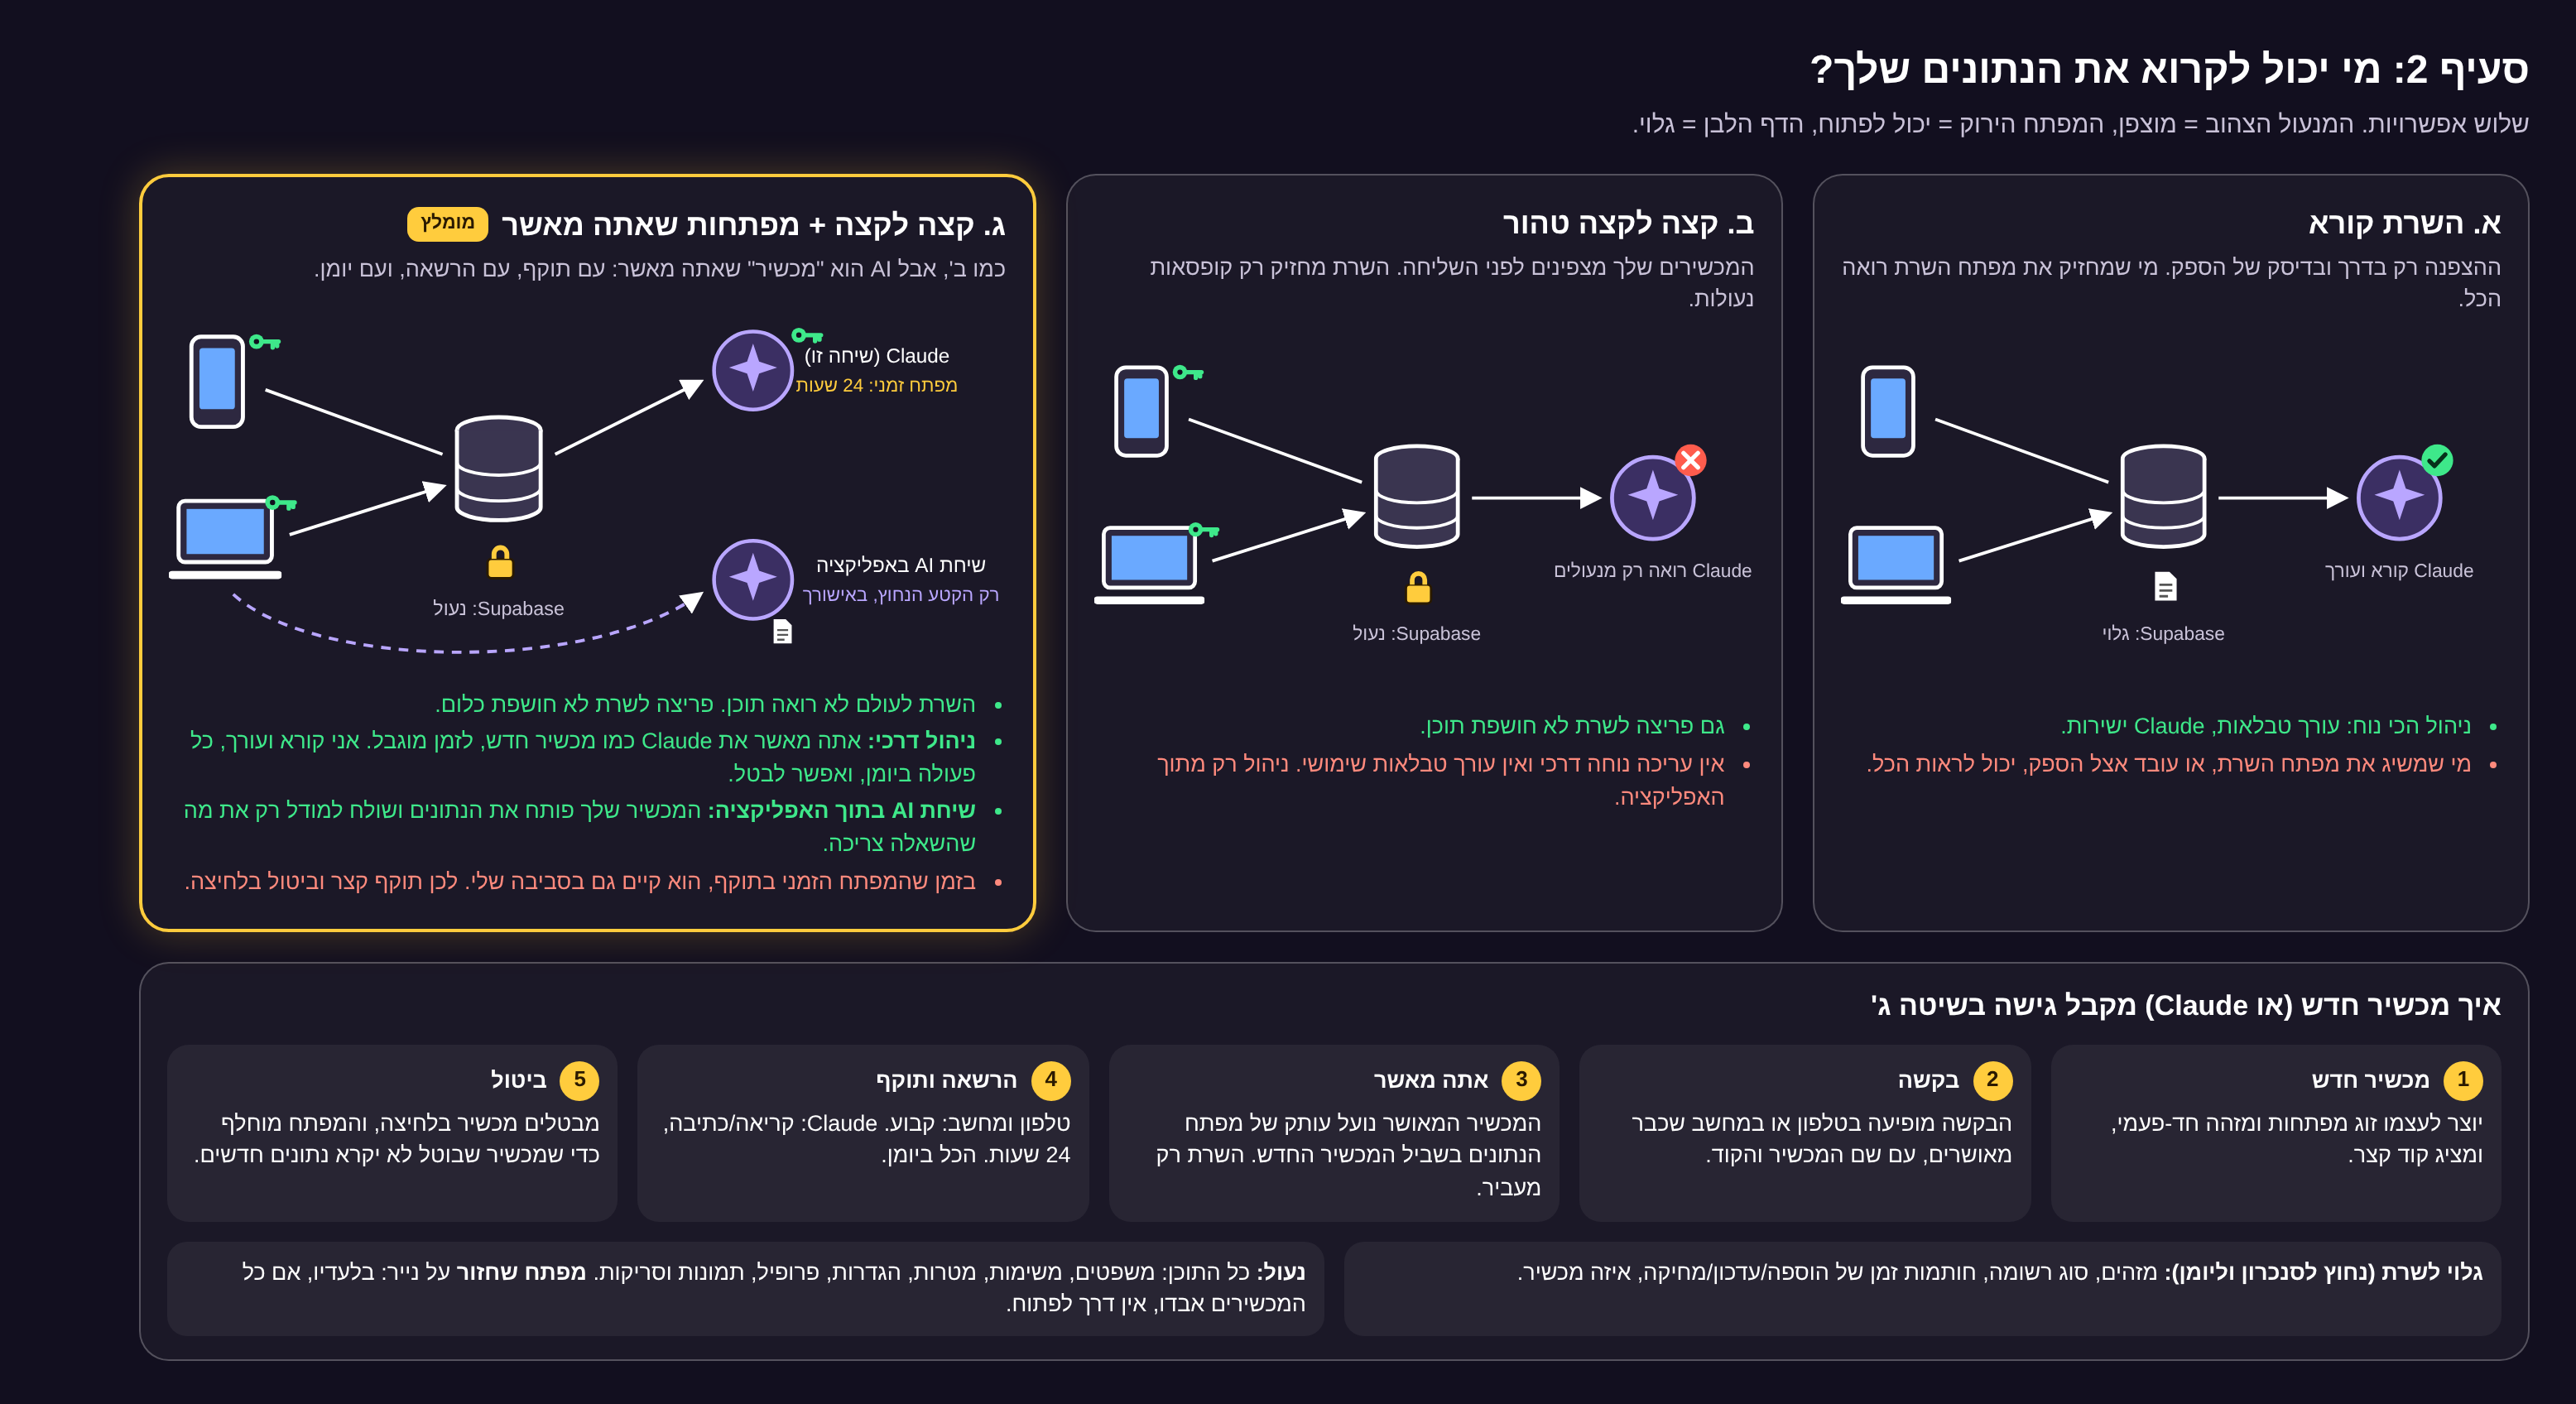 סעיף 2: מי יכול לקרוא את הנתונים שלך?
שלוש אפשרויות. המנעול הצהוב = מוצפן, המפתח הירוק = יכול לפתוח, הדף הלבן = גלוי.
א. השרת קורא
ההצפנה רק בדרך ובדיסק של הספק. מי שמחזיק את מפתח השרת רואה
הכל.
Claude קורא ועורך
Supabase: גלוי
ניהול הכי נוח: עורך טבלאות, Claude ישירות.
מי שמשיג את מפתח השרת, או עובד אצל הספק, יכול לראות הכל.
ב. קצה לקצה טהור
המכשירים שלך מצפינים לפני השליחה. השרת מחזיק רק קופסאות
נעולות.
Claude רואה רק מנעולים
Supabase: נעול
גם פריצה לשרת לא חושפת תוכן.
אין עריכה נוחה דרכי ואין עורך טבלאות שימושי. ניהול רק מתוך
האפליקציה.
ג. קצה לקצה + מפתחות שאתה מאשר
מומלץ
כמו ב', אבל AI הוא "מכשיר" שאתה מאשר: עם תוקף, עם הרשאה, ועם יומן.
Claude (שיחה זו)
מפתח זמני: 24 שעות
שיחת AI באפליקציה
רק הקטע הנחוץ, באישורך
Supabase: נעול
השרת לעולם לא רואה תוכן. פריצה לשרת לא חושפת כלום.
ניהול דרכי: אתה מאשר את Claude כמו מכשיר חדש, לזמן מוגבל. אני קורא ועורך, כל
פעולה ביומן, ואפשר לבטל.
שיחת AI בתוך האפליקציה: המכשיר שלך פותח את הנתונים ושולח למודל רק את מה
שהשאלה צריכה.
בזמן שהמפתח הזמני בתוקף, הוא קיים גם בסביבה שלי. לכן תוקף קצר וביטול בלחיצה.
איך מכשיר חדש (או Claude) מקבל גישה בשיטה ג'
1 מכשיר חדש
יוצר לעצמו זוג מפתחות ומזהה חד-פעמי,
ומציג קוד קצר.
2 בקשה
הבקשה מופיעה בטלפון או במחשב שכבר
מאושרים, עם שם המכשיר והקוד.
3 אתה מאשר
המכשיר המאושר נועל עותק של מפתח
הנתונים בשביל המכשיר החדש. השרת רק
מעביר.
4 הרשאה ותוקף
טלפון ומחשב: קבוע. Claude: קריאה/כתיבה,
24 שעות. הכל ביומן.
5 ביטול
מבטלים מכשיר בלחיצה, והמפתח מוחלף
כדי שמכשיר שבוטל לא יקרא נתונים חדשים.
גלוי לשרת (נחוץ לסנכרון וליומן): מזהים, סוג רשומה, חותמות זמן של הוספה/עדכון/מחיקה, איזה מכשיר.
נעול: כל התוכן: משפטים, משימות, מטרות, הגדרות, פרופיל, תמונות וסריקות. מפתח שחזור על נייר: בלעדיו, אם כל
המכשירים אבדו, אין דרך לפתוח.